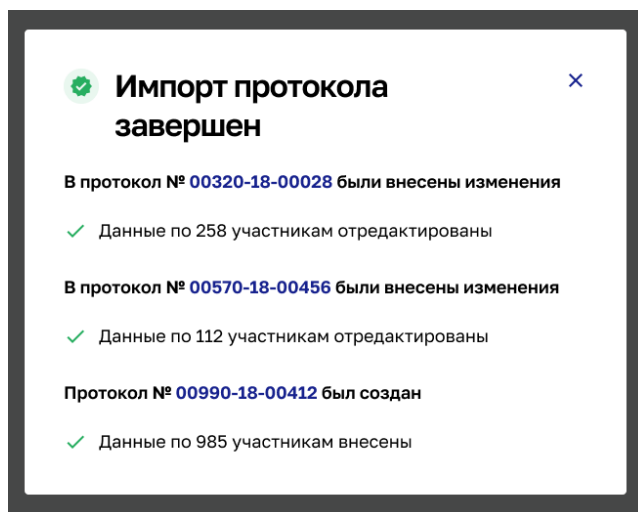 Импорт протокола
завершен
В протокол № 00320-18-00028 были внесены изменения
Данные по 258 участникам отредактированы
В протокол № 00570-18-00456 были внесены изменения
Данные по 112 участникам отредактированы
Протокол № 00990-18-00412 был создан
Данные по 985 участникам внесены